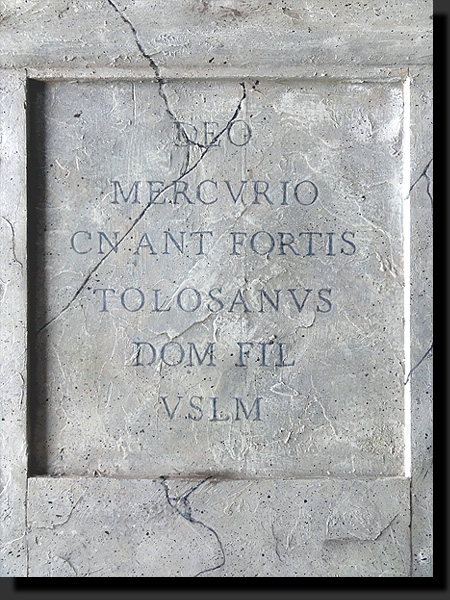 DEO
MERCVRIO
CN ANT FORTIS
TOLOSANVS
DOM FIL
VSLM